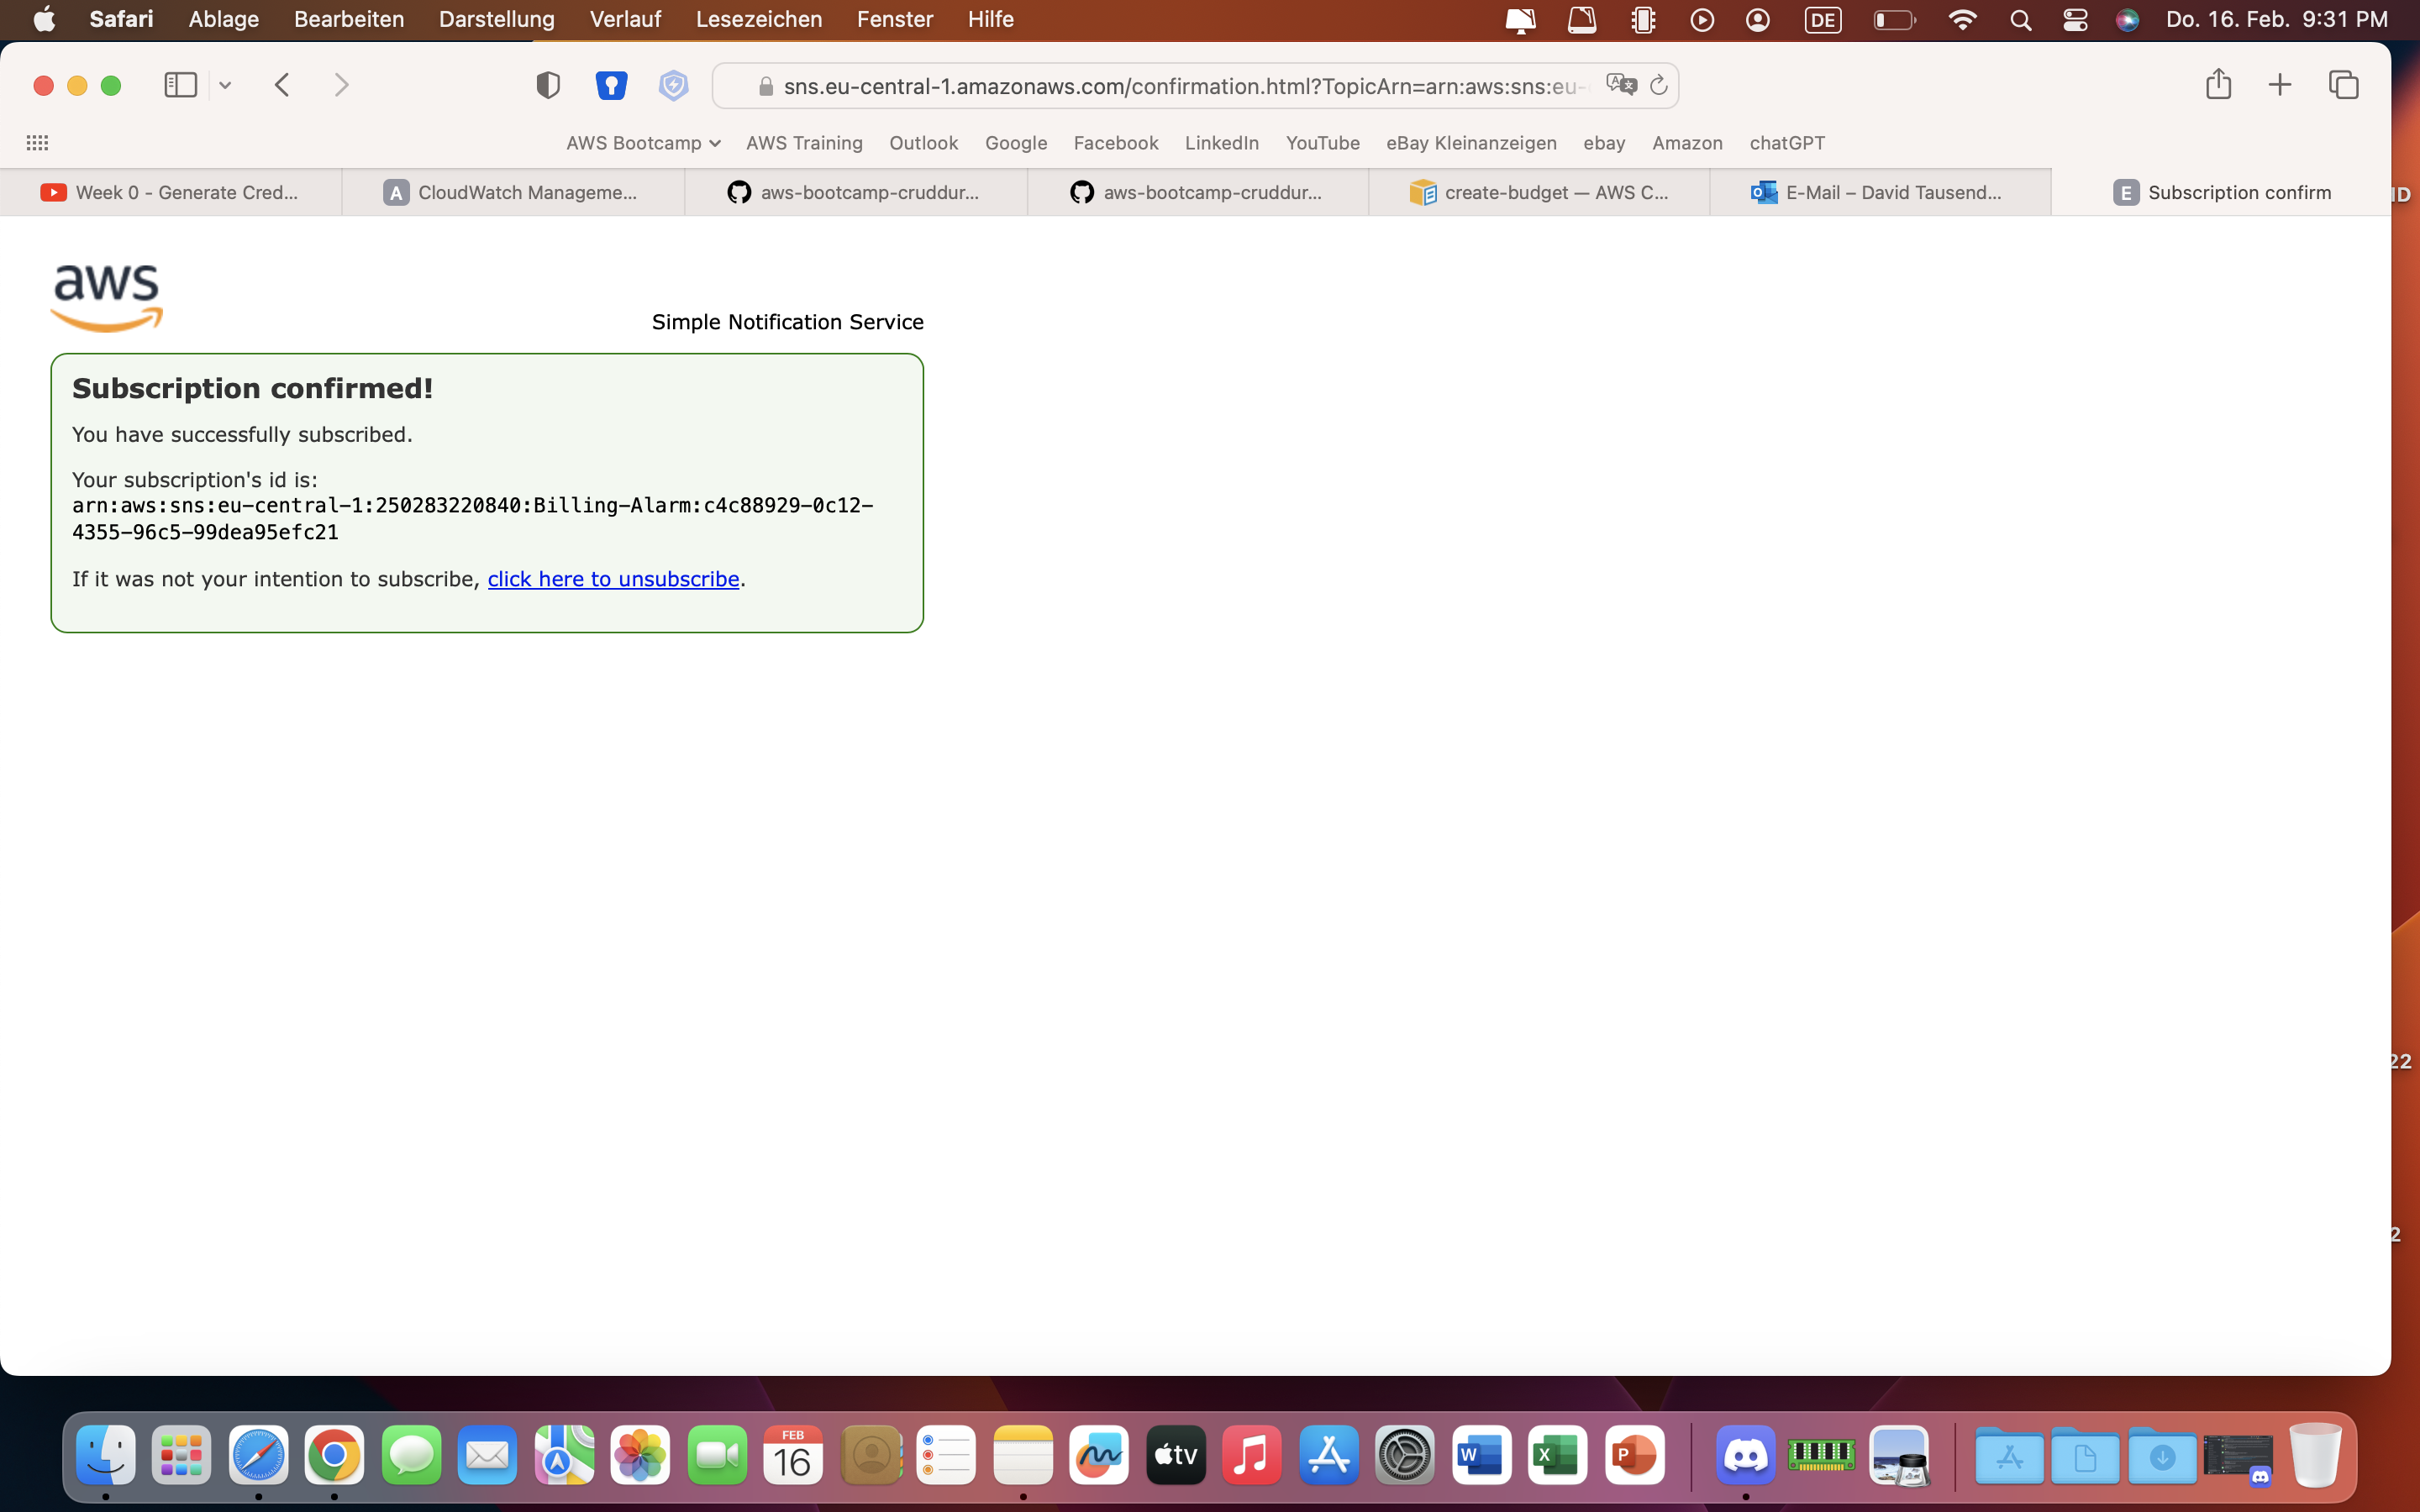 Safari Ablage Bearbeiten Darstellung Verlauf Lesezeichen Fenster Hilfe DE Do. 16. Feb. 9:31 PM
sns.eu-central-1.amazonaws.com/confirmation.html?TopicArn=arn:aws:sns:eu-
AWS Bootcamp AWS Training Outlook Google Facebook LinkedIn YouTube eBay Kleinanzeigen ebay Amazon chatGPT
Week 0 - Generate Cred... A CloudWatch Manageme... aws-bootcamp-cruddur... aws-bootcamp-cruddur... create-budget — AWS C... E-Mail – David Tausend... E Subscription confirm
ID
aws
Simple Notification Service
Subscription confirmed!
You have successfully subscribed.
Your subscription's id is:
arn:aws:sns:eu-central-1:250283220840:Billing-Alarm:c4c88929-0c12-
4355-96c5-99dea95efc21
If it was not your intention to subscribe, click here to unsubscribe.
22
2
FEB
16
tv
W
X
P